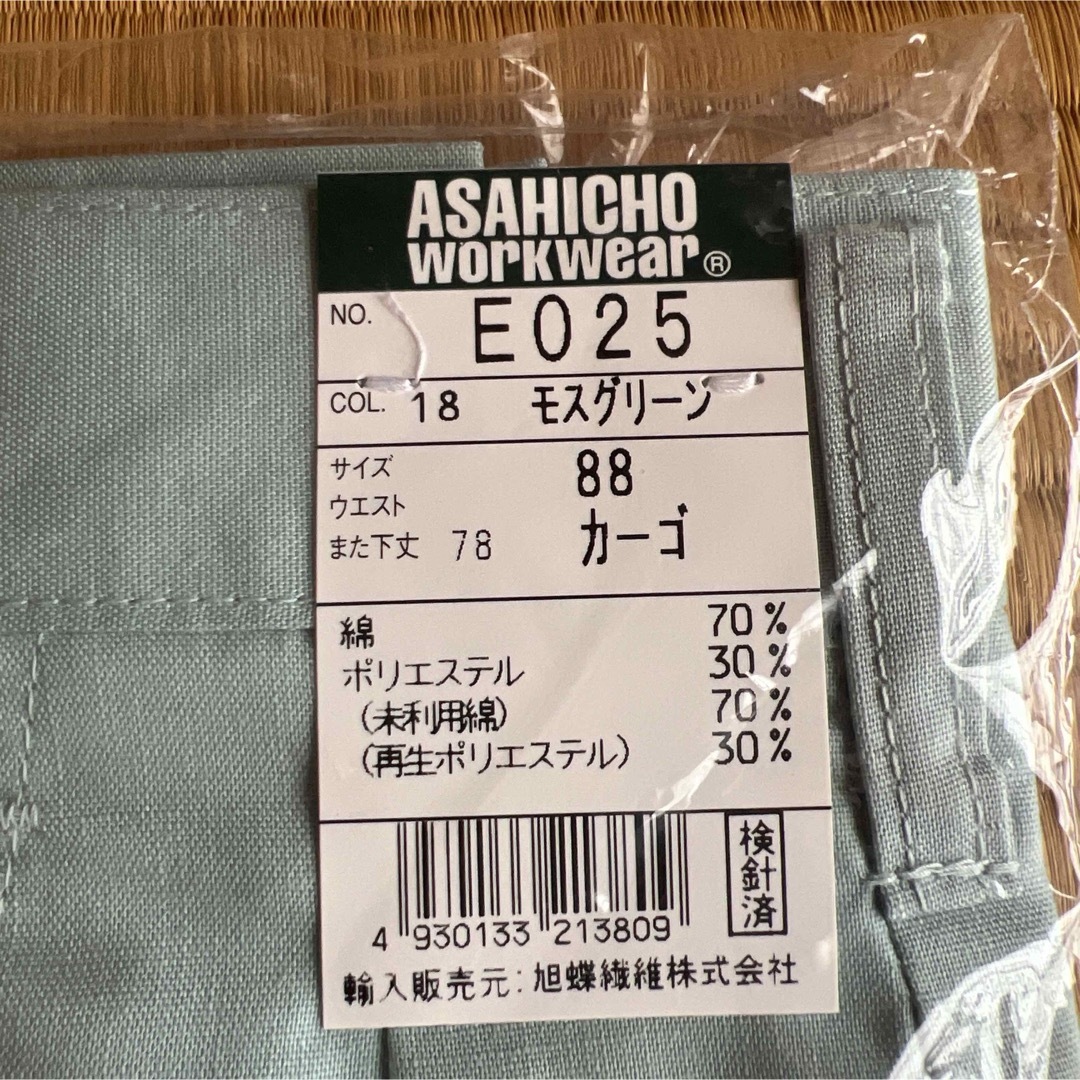 ASAHICHO
WORKWEAR®
NO. E025
COL. 18 モスグリーン
サイズ 88
ウエスト
また下丈 78 カーゴ
綿 70%
ポリエステル 30%
(未利用綿) 70%
(再生ポリエステル) 30%
検針済
4 930133 213809
輸入販売元:旭蝶繊維株式会社